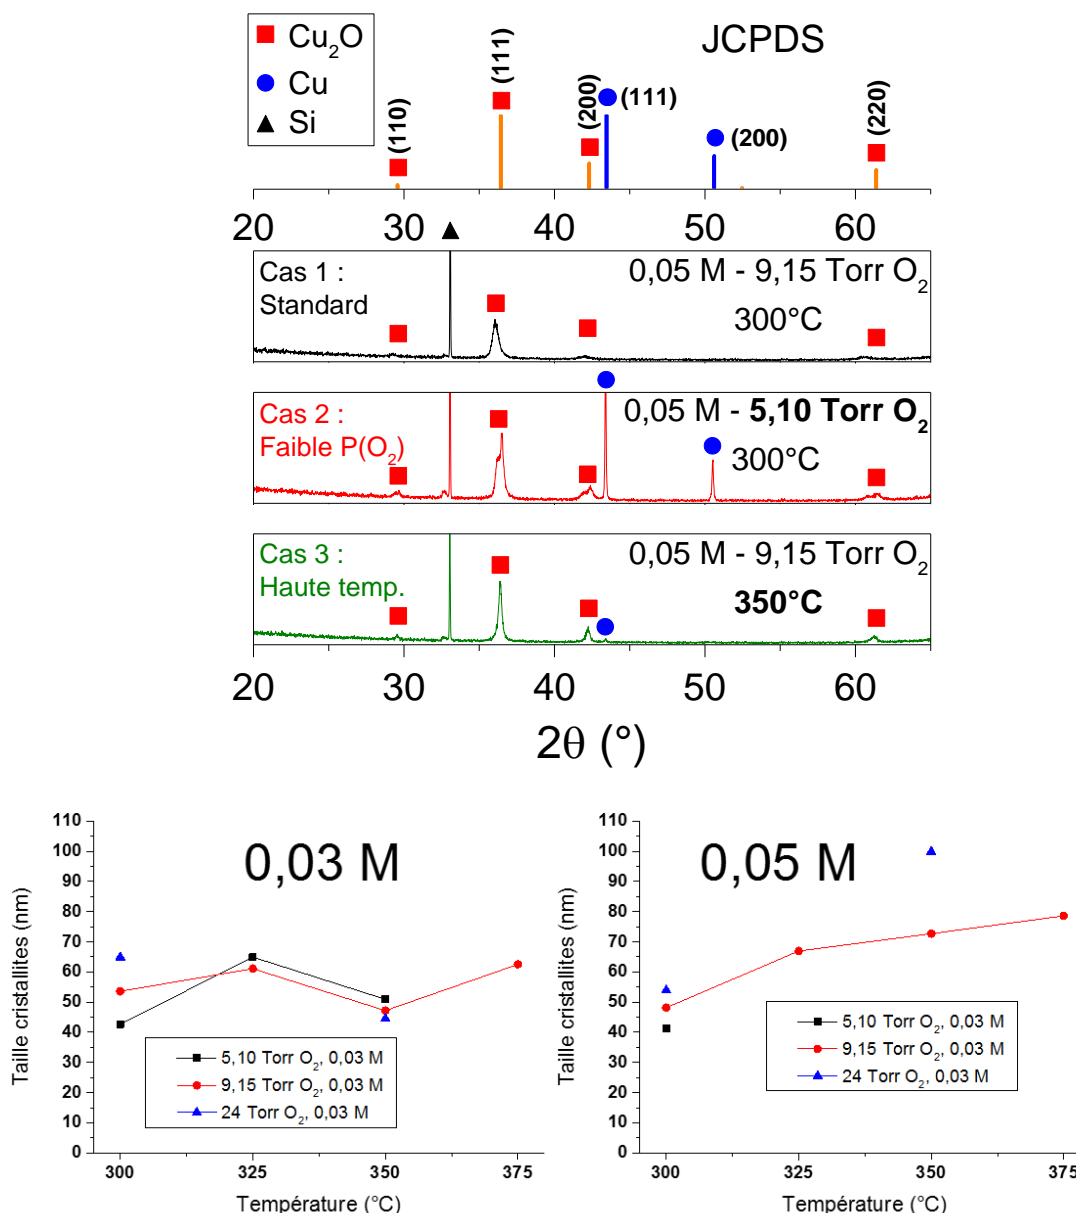 Cu₂O
Cu
Si
JCPDS
(110)
(111)
(200)
(111)
(200)
(220)
20 30 40 50 60
Cas 1 :
Standard
0,05 M - 9,15 Torr O₂
300°C
Cas 2 :
Faible P(O₂)
0,05 M - 5,10 Torr O₂
300°C
Cas 3 :
Haute temp.
0,05 M - 9,15 Torr O₂
350°C
20 30 40 50 60
2θ (°)
0,03 M
Taille cristallites (nm)
110
100
90
80
70
60
50
40
30
20
10
0
5,10 Torr O₂, 0,03 M
9,15 Torr O₂, 0,03 M
24 Torr O₂, 0,03 M
300 325 350 375
Température (°C)
0,05 M
Taille cristallites (nm)
110
100
90
80
70
60
50
40
30
20
10
0
5,10 Torr O₂, 0,03 M
9,15 Torr O₂, 0,03 M
24 Torr O₂, 0,03 M
300 325 350 375
Température (°C)